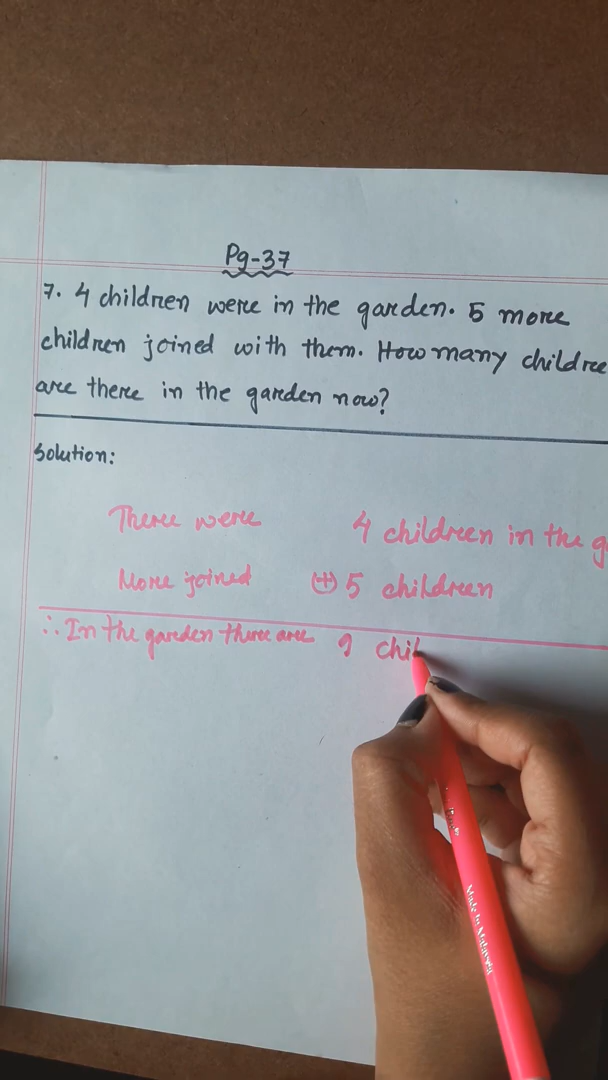 Pg-37
7. 4 children were in the garden. 5 more
children joined with them. How many childre
are there in the garden now?
Solution:
There were 4 children in the g
More joined (+) 5 children
∴ In the garden there are 9 chil
Made In Malaysia